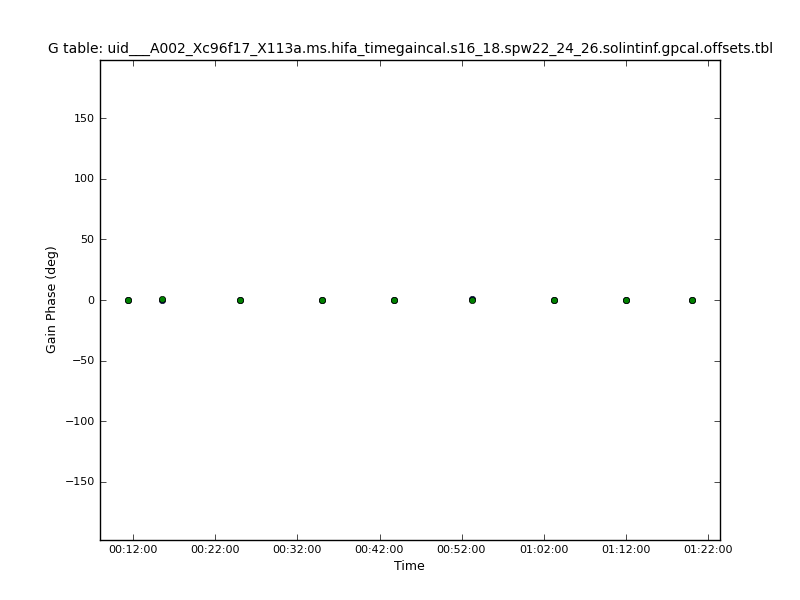 G table: uid___A002_Xc96f17_X113a.ms.hifa_timegaincal.s16_18.spw22_24_26.solintinf.gpcal.offsets.tbl
150
100
50
0
−50
−100
−150
Gain Phase (deg)
00:12:00 00:22:00 00:32:00 00:42:00 00:52:00 01:02:00 01:12:00 01:22:00
Time